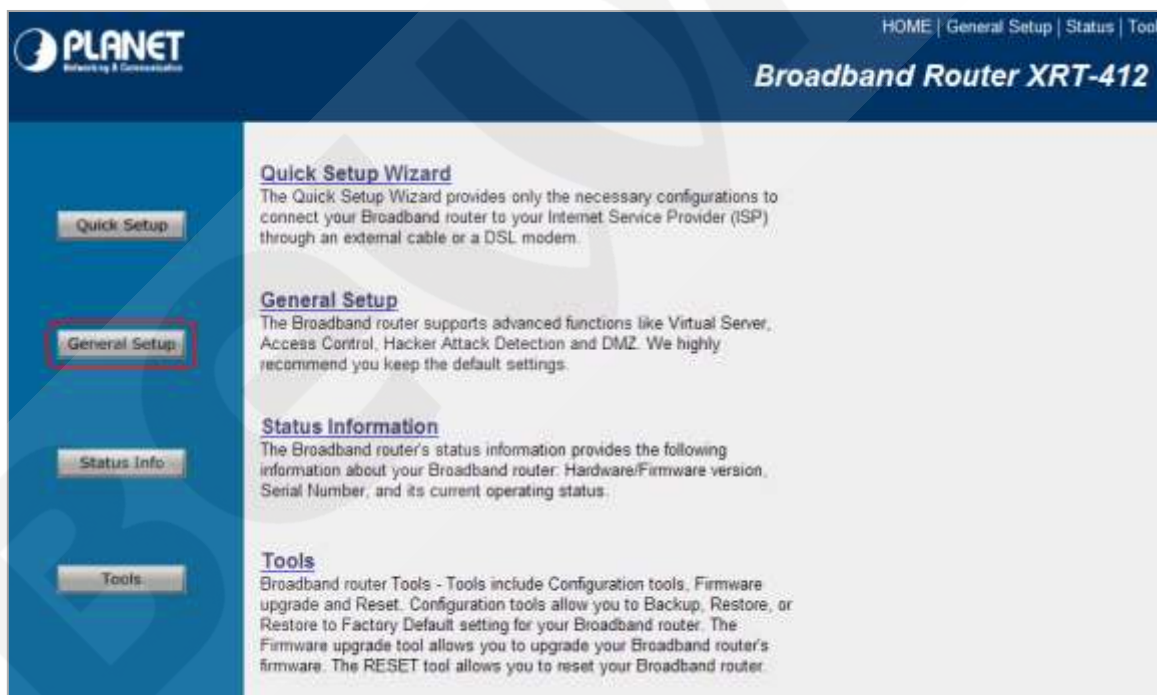 PLANET
Networking & Communication
HOME | General Setup | Status | Tool
Broadband Router XRT-412
Quick Setup
General Setup
Status Info
Tools
Quick Setup Wizard
The Quick Setup Wizard provides only the necessary configurations to
connect your Broadband router to your Internet Service Provider (ISP)
through an external cable or a DSL modem.
General Setup
The Broadband router supports advanced functions like Virtual Server,
Access Control, Hacker Attack Detection and DMZ. We highly
recommend you keep the default settings.
Status Information
The Broadband router's status information provides the following
information about your Broadband router: Hardware/Firmware version,
Serial Number, and its current operating status.
Tools
Broadband router Tools - Tools include Configuration tools, Firmware
upgrade and Reset. Configuration tools allow you to Backup, Restore, or
Restore to Factory Default setting for your Broadband router. The
Firmware upgrade tool allows you to upgrade your Broadband router's
firmware. The RESET tool allows you to reset your Broadband router.